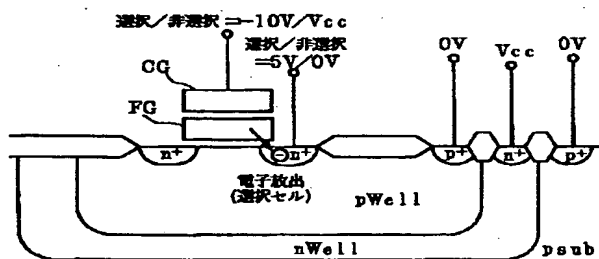 選択／非選択＝-10V/Vcc
選択／非選択
=5V/0V
0V
Vcc
0V
CG
FG
n+
n+
p+
n+
p+
電子放出
(選択セル)
pWell
nWell
psub